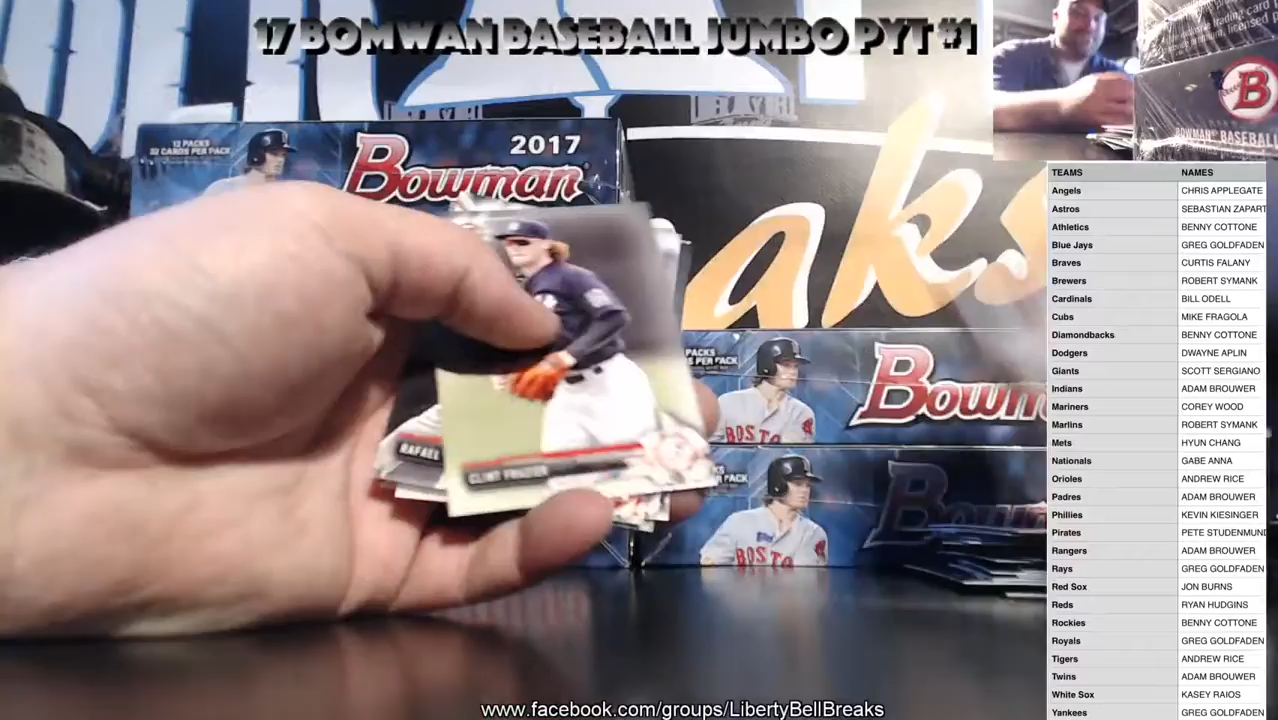 17 BOMWAN BASEBALL JUMBO PYT #1
12 PACKS
32 CARDS PER PACK
2017
Bowman
aks
RAFAEL
CLINT FRAZIER
PACKS
PER PACK
Bown
BOSTON
BOSTON
B
BOWMAN BASEBALL
TEAMS NAMES
Angels CHRIS APPLEGATE
Astros SEBASTIAN ZAPART
Athletics BENNY COTTONE
Blue Jays GREG GOLDFADEN
Braves CURTIS FALANY
Brewers ROBERT SYMANK
Cardinals BILL ODELL
Cubs MIKE FRAGOLA
Diamondbacks BENNY COTTONE
Dodgers DWAYNE APLIN
Giants SCOTT SERGIANO
Indians ADAM BROUWER
Mariners COREY WOOD
Marlins ROBERT SYMANK
Mets HYUN CHANG
Nationals GABE ANNA
Orioles ANDREW RICE
Padres ADAM BROUWER
Phillies KEVIN KIESINGER
Pirates PETE STUDENMUND
Rangers ADAM BROUWER
Rays GREG GOLDFADEN
Red Sox JON BURNS
Reds RYAN HUDGINS
Rockies BENNY COTTONE
Royals GREG GOLDFADEN
Tigers ANDREW RICE
Twins ADAM BROUWER
White Sox KASEY RAIOS
Yankees GREG GOLDFADEN
www.facebook.com/groups/LibertyBellBreaks